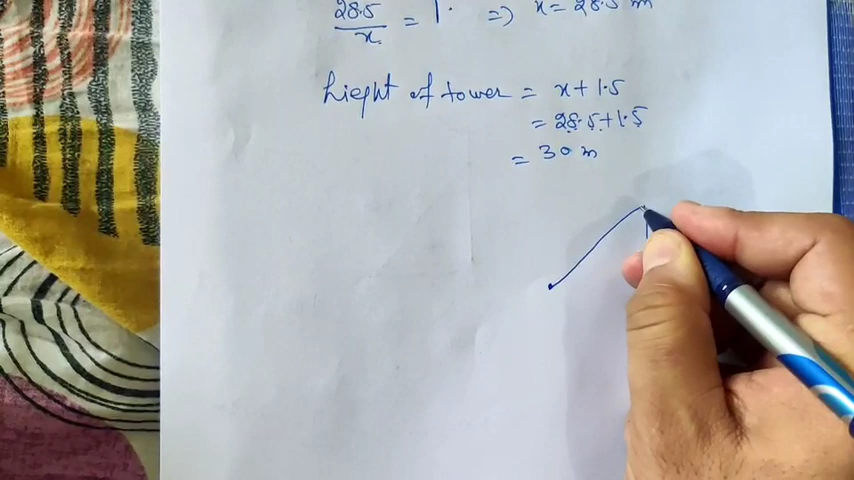 28.5/x = 1. => x = 28.5 m
hieght of tower = x + 1.5
= 28.5 + 1.5
= 30 m